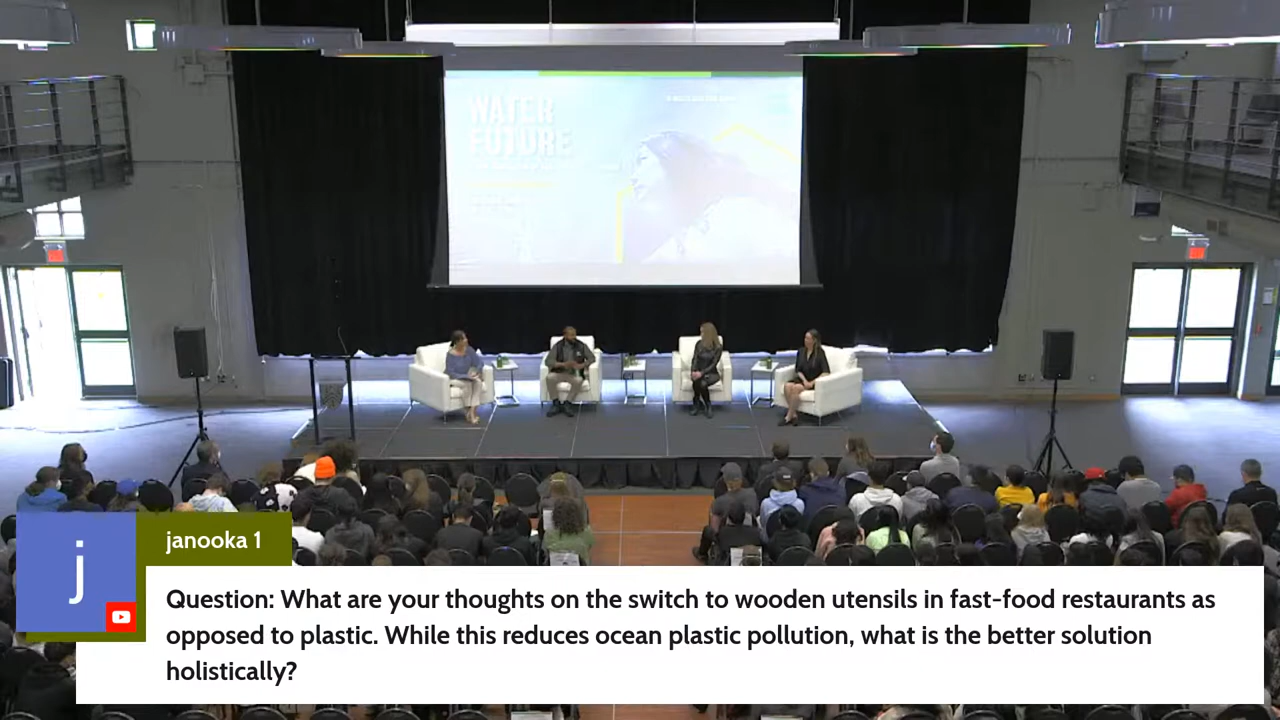 WATER
FUTURE
j
janooka 1
Question: What are your thoughts on the switch to wooden utensils in fast-food restaurants as
opposed to plastic. While this reduces ocean plastic pollution, what is the better solution
holistically?